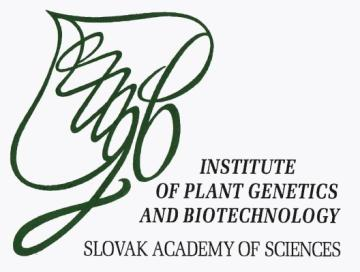 INSTITUTE
OF PLANT GENETICS
AND BIOTECHNOLOGY
SLOVAK ACADEMY OF SCIENCES